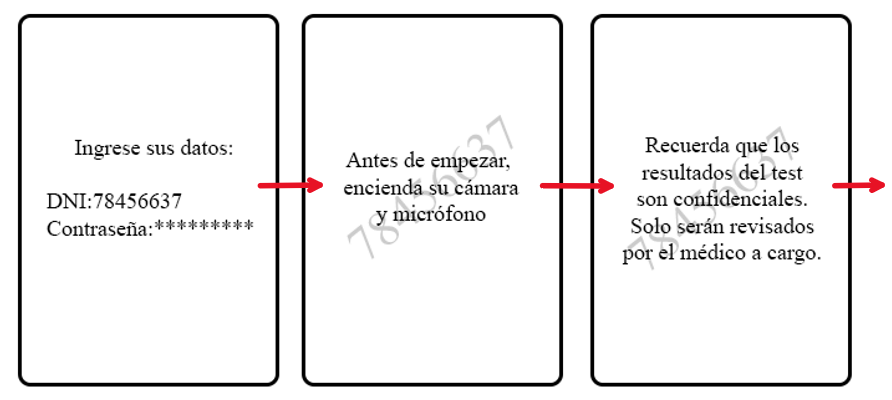 Ingrese sus datos:
DNI:78456637
Contraseña:*********
Antes de empezar,
encienda su cámara
y micrófono
78456637
Recuerda que los
resultados del test
son confidenciales.
Solo serán revisados
por el médico a cargo.
78456637